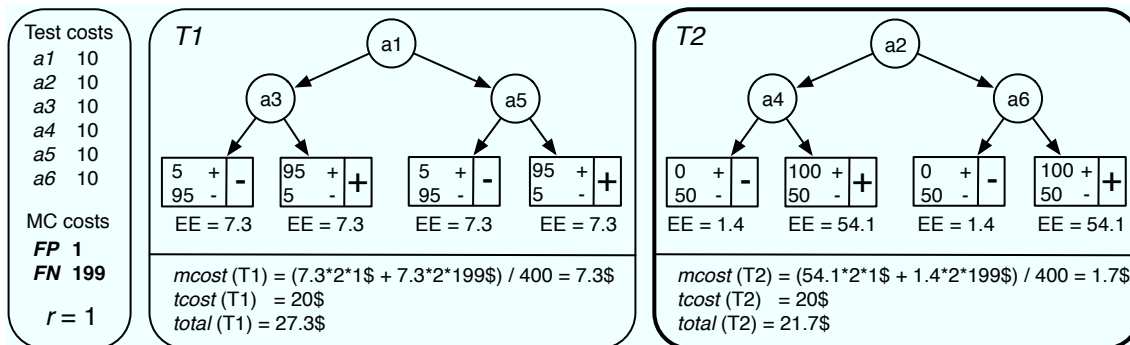 Test costs
a1 10
a2 10
a3 10
a4 10
a5 10
a6 10
MC costs
FP 1
FN 199
r = 1
T1
a1
a3
a5
5 +
95 -
-
95 +
5 -
+
5 +
95 -
-
95 +
5 -
+
EE = 7.3
EE = 7.3
EE = 7.3
EE = 7.3
mcost (T1) = (7.3*2*1$ + 7.3*2*199$) / 400 = 7.3$
tcost (T1) = 20$
total (T1) = 27.3$
T2
a2
a4
a6
0 +
50 -
-
100 +
50 -
+
0 +
50 -
-
100 +
50 -
+
EE = 1.4
EE = 54.1
EE = 1.4
EE = 54.1
mcost (T2) = (54.1*2*1$ + 1.4*2*199$) / 400 = 1.7$
tcost (T2) = 20$
total (T2) = 21.7$